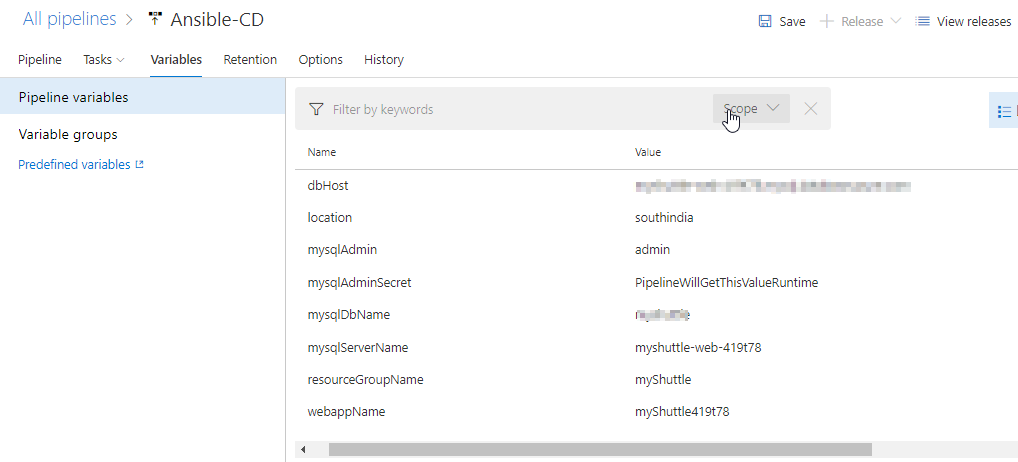 All pipelines > Ansible-CD
Save Release View releases
Pipeline Tasks Variables Retention Options History
Pipeline variables
Variable groups
Predefined variables
Filter by keywords Scope
Name Value
dbHost
location southindia
mysqlAdmin admin
mysqlAdminSecret PipelineWillGetThisValueRuntime
mysqlDbName
mysqlServerName myshuttle-web-419t78
resourceGroupName myShuttle
webappName myShuttle419t78